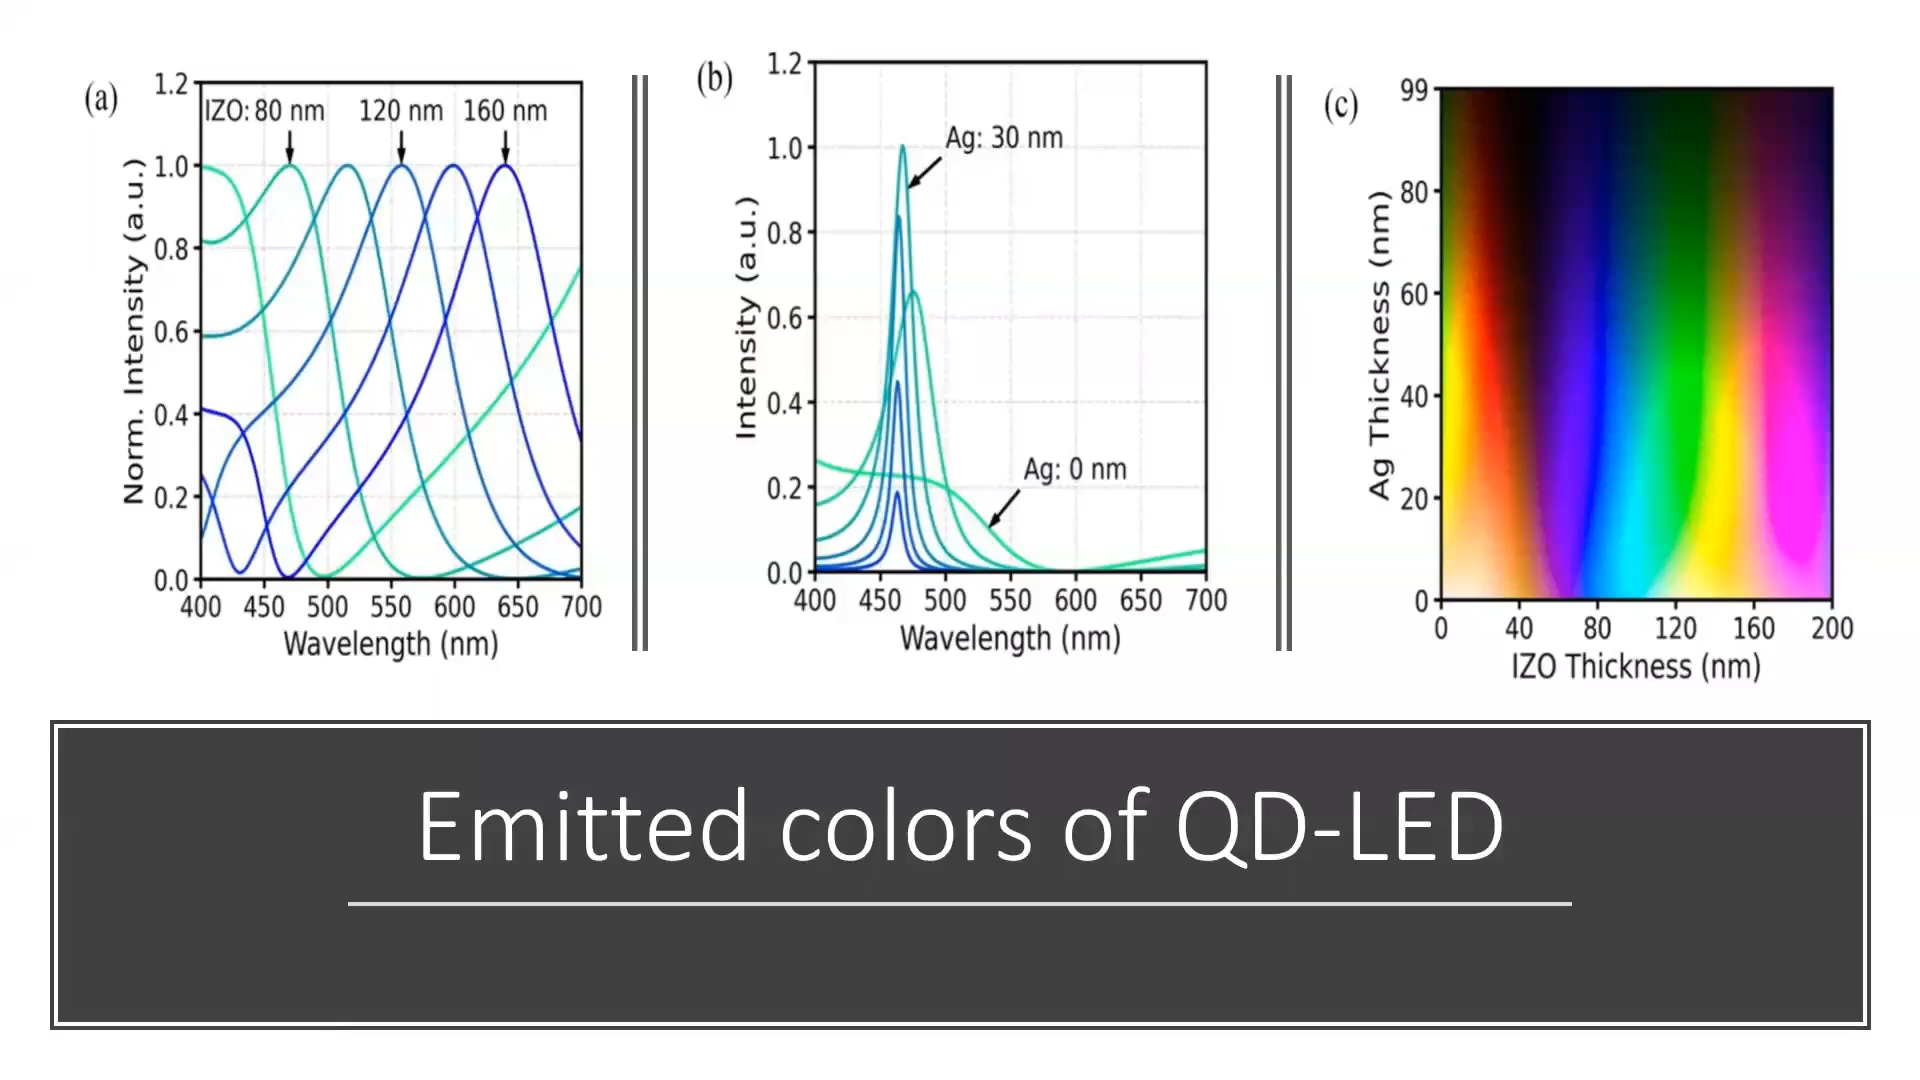 (a)
1.2
1.0
0.8
0.6
0.4
0.2
0.0
Norm. Intensity (a.u.)
IZO: 80 nm 120 nm 160 nm
400 450 500 550 600 650 700
Wavelength (nm)
(b)
1.2
1.0
0.8
0.6
0.4
0.2
0.0
Intensity (a.u.)
Ag: 30 nm
Ag: 0 nm
400 450 500 550 600 650 700
Wavelength (nm)
(c)
99
80
60
40
20
0
Ag Thickness (nm)
0 40 80 120 160 200
IZO Thickness (nm)
Emitted colors of QD-LED